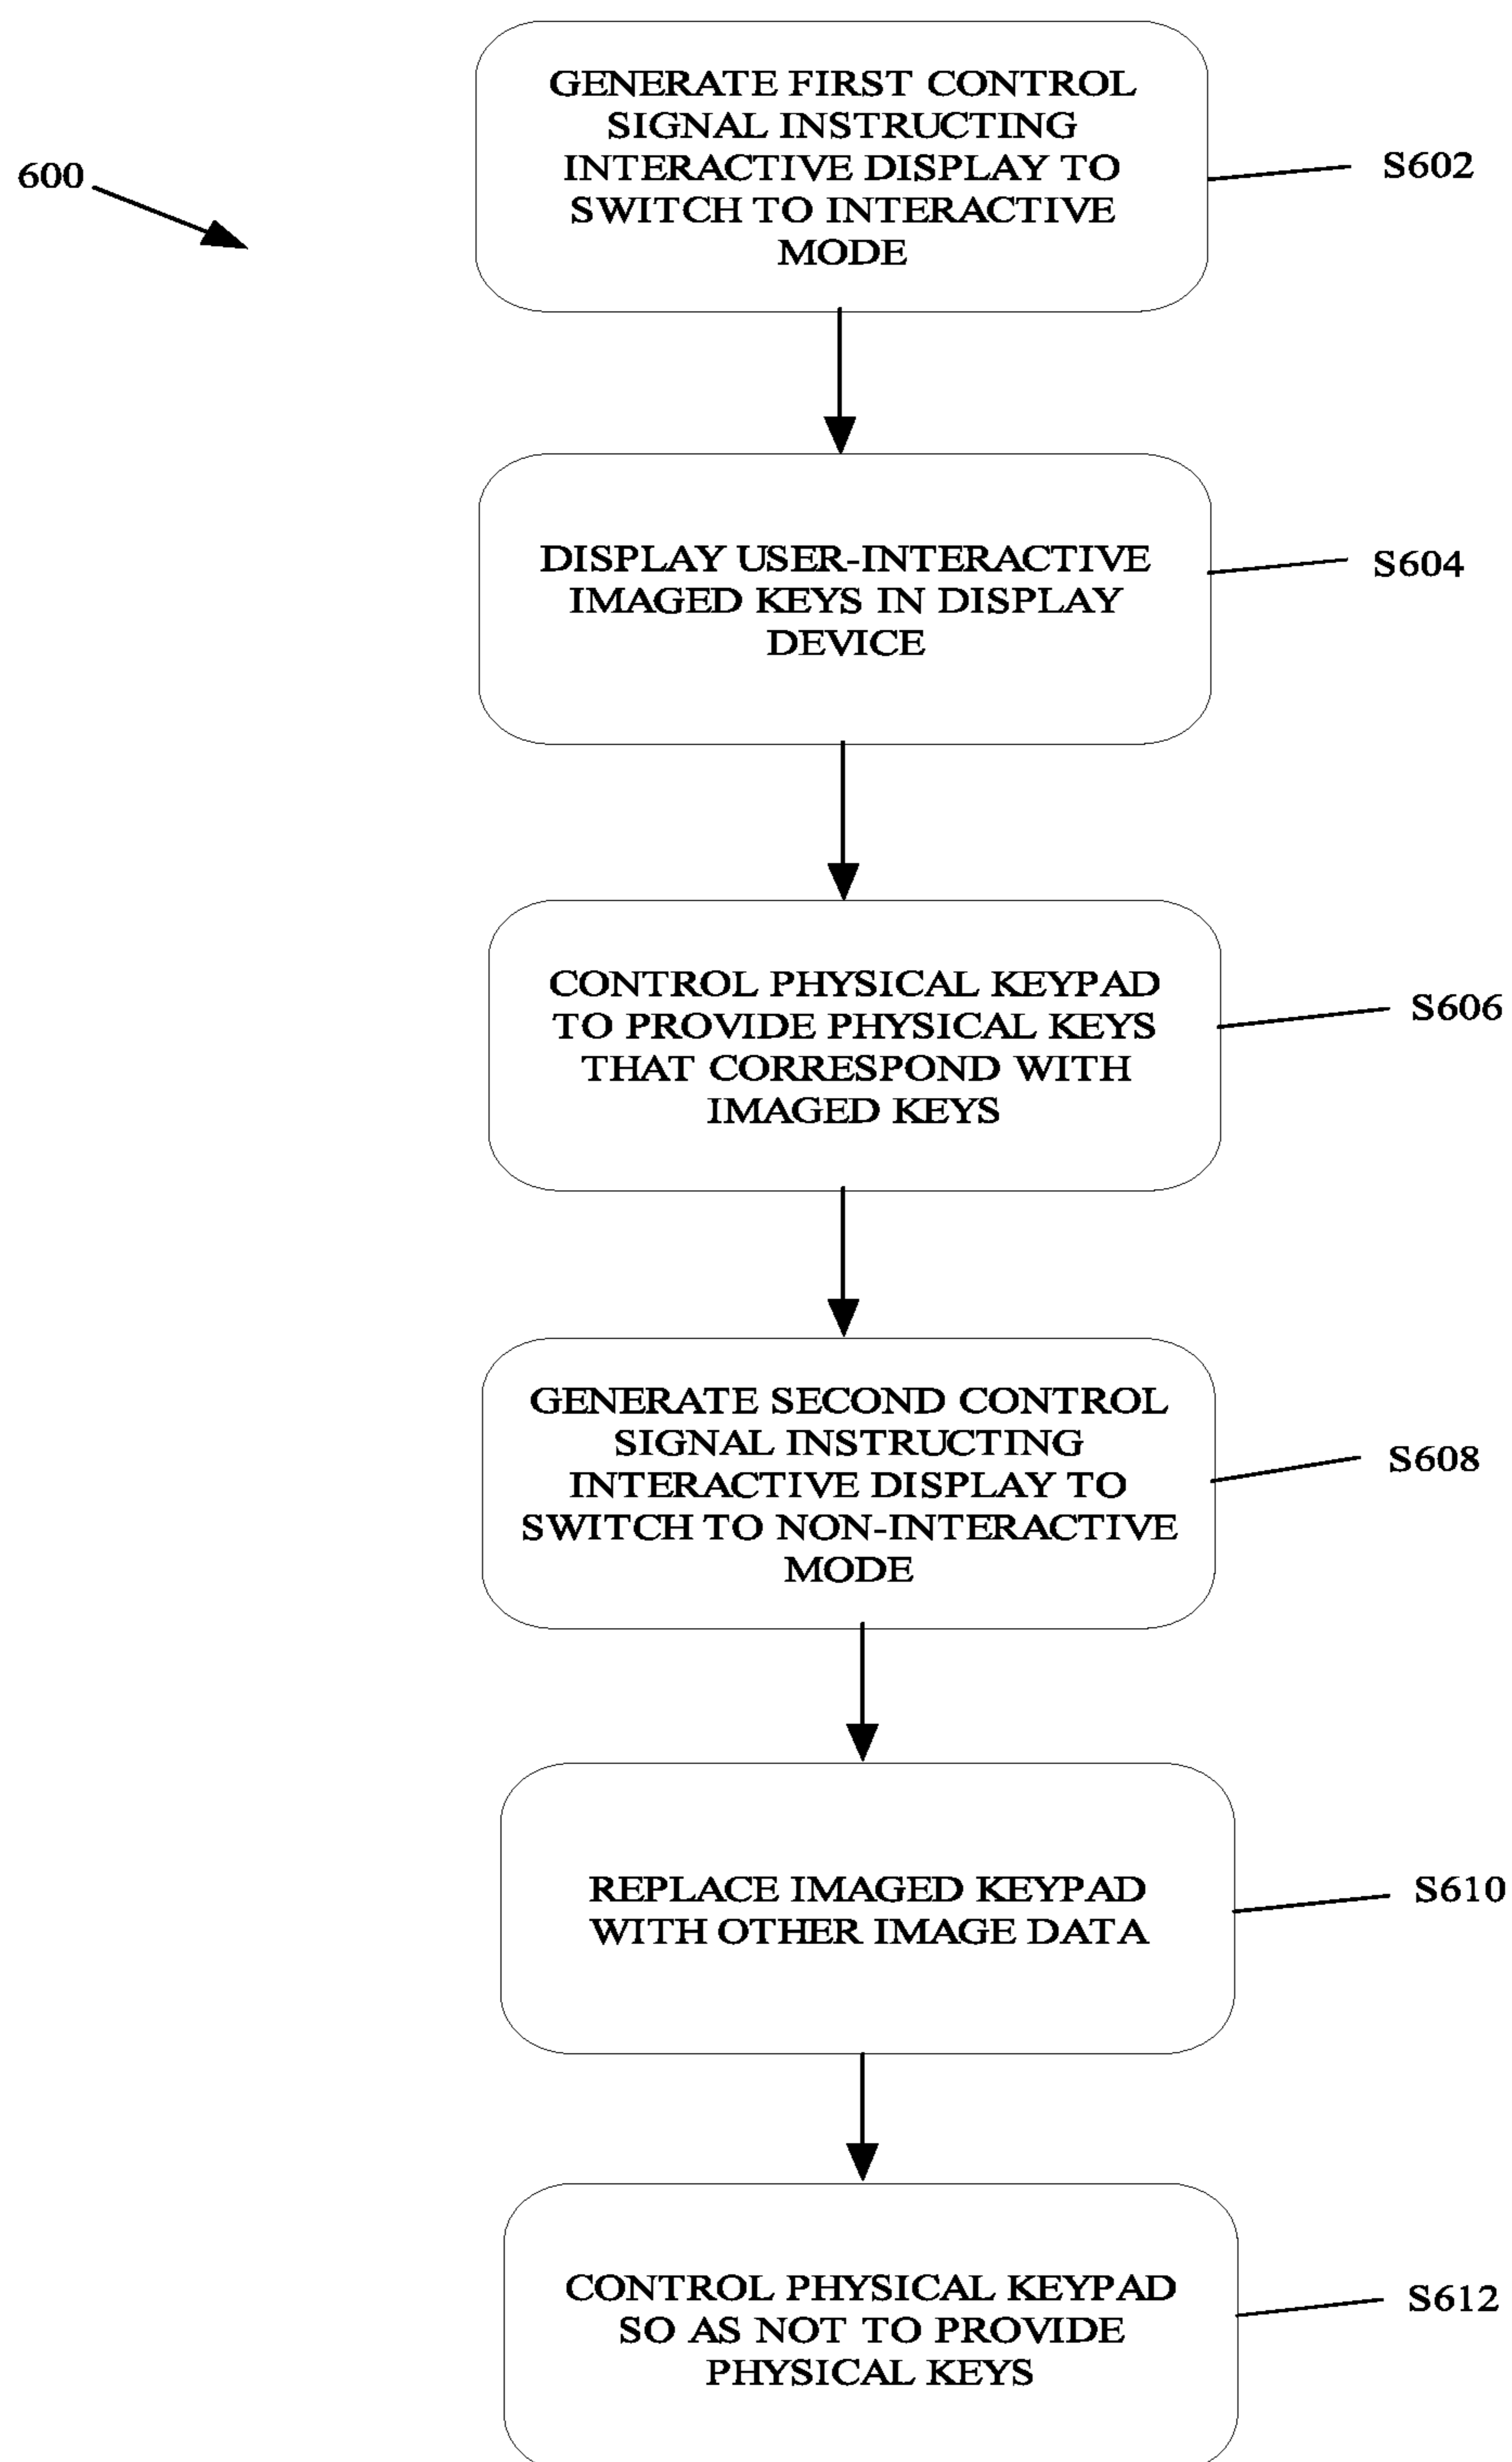 600
GENERATE FIRST CONTROL
SIGNAL INSTRUCTING
INTERACTIVE DISPLAY TO
SWITCH TO INTERACTIVE
MODE
S602
DISPLAY USER-INTERACTIVE
IMAGED KEYS IN DISPLAY
DEVICE
S604
CONTROL PHYSICAL KEYPAD
TO PROVIDE PHYSICAL KEYS
THAT CORRESPOND WITH
IMAGED KEYS
S606
GENERATE SECOND CONTROL
SIGNAL INSTRUCTING
INTERACTIVE DISPLAY TO
SWITCH TO NON-INTERACTIVE
MODE
S608
REPLACE IMAGED KEYPAD
WITH OTHER IMAGE DATA
S610
CONTROL PHYSICAL KEYPAD
SO AS NOT TO PROVIDE
PHYSICAL KEYS
S612